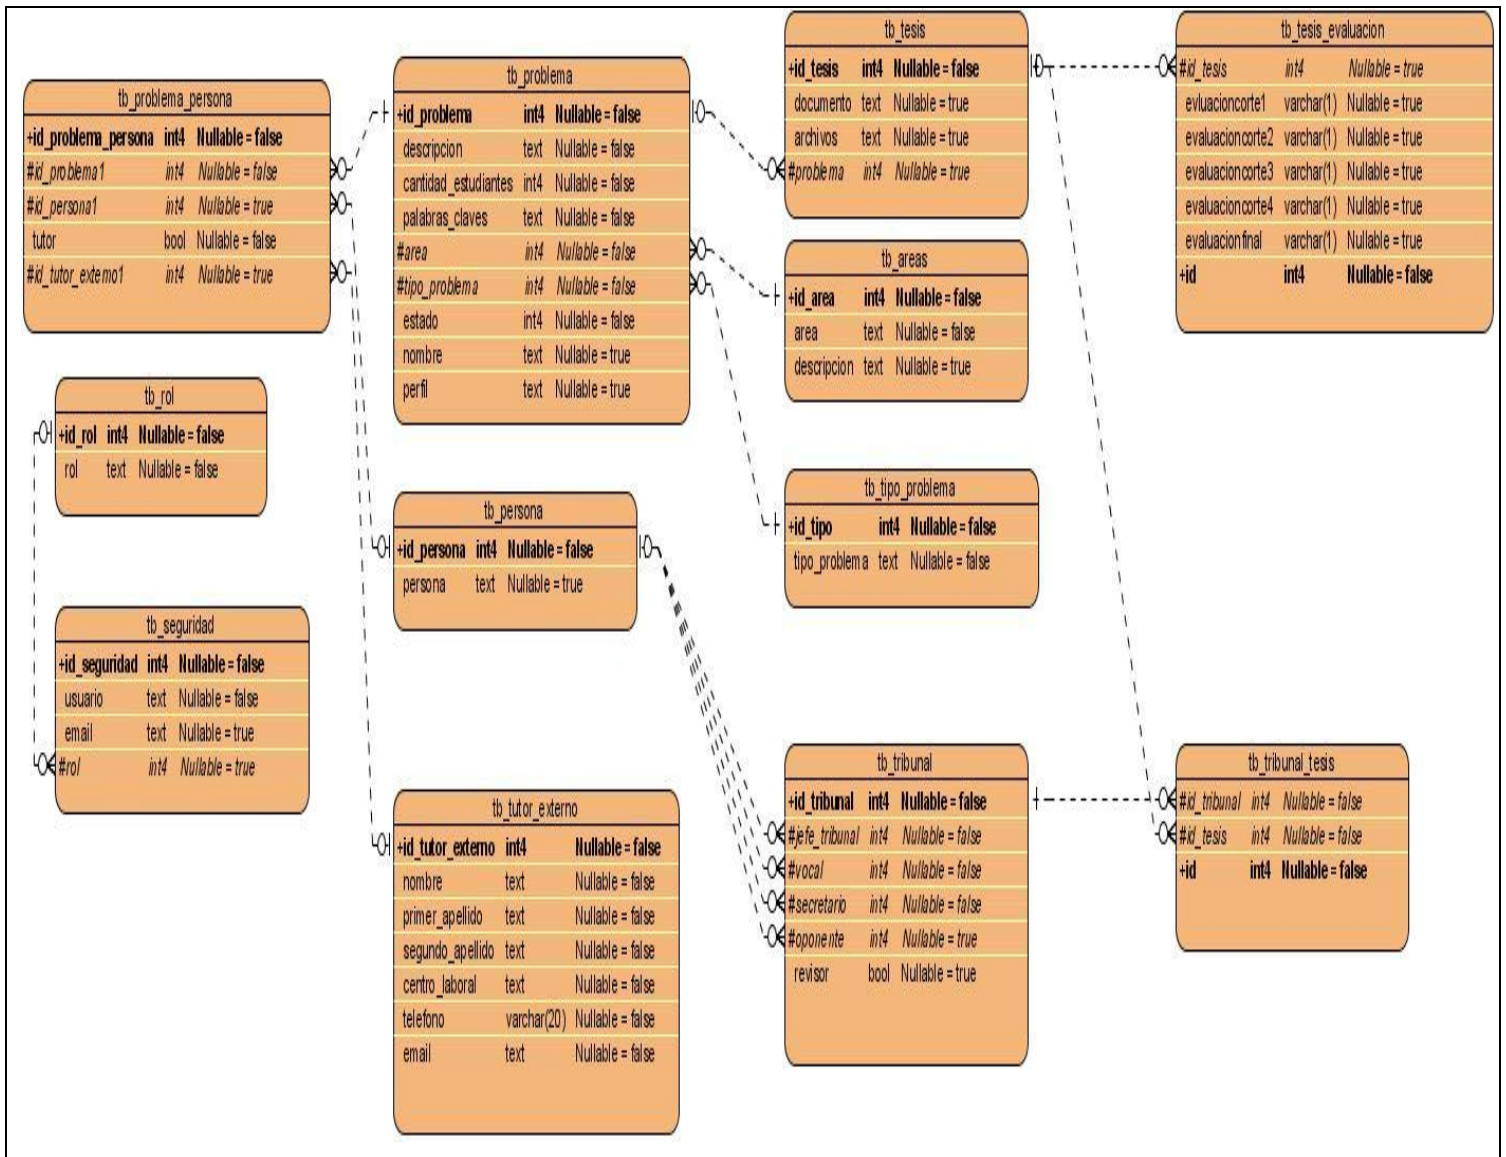 tb_problema_persona
+id_problema_persona int4 Nullable = false
#id_problema1 int4 Nullable = false
#id_persona1 int4 Nullable = true
tutor bool Nullable = false
#id_tutor_externo1 int4 Nullable = true
tb_rol
+id_rol int4 Nullable = false
rol text Nullable = false
tb_seguridad
+id_seguridad int4 Nullable = false
usuario text Nullable = false
email text Nullable = true
#rol int4 Nullable = true
tb_problema
+id_problema int4 Nullable = false
descripcion text Nullable = false
cantidad_estudiantes int4 Nullable = false
palabras_claves text Nullable = false
#area int4 Nullable = false
#tipo_problema int4 Nullable = false
estado int4 Nullable = false
nombre text Nullable = true
perfil text Nullable = true
tb_persona
+id_persona int4 Nullable = false
persona text Nullable = true
tb_tutor_externo
+id_tutor_externo int4 Nullable = false
nombre text Nullable = false
primer_apellido text Nullable = false
segundo_apellido text Nullable = false
centro_laboral text Nullable = false
telefono varchar(20) Nullable = false
email text Nullable = false
tb_tesis
+id_tesis int4 Nullable = false
documento text Nullable = true
archivos text Nullable = true
#problema int4 Nullable = true
tb_areas
+id_area int4 Nullable = false
area text Nullable = false
descripcion text Nullable = true
tb_tipo_problema
+id_tipo int4 Nullable = false
tipo_problema text Nullable = false
tb_tribunal
+id_tribunal int4 Nullable = false
#jefe_tribunal int4 Nullable = false
#vocal int4 Nullable = false
#secretario int4 Nullable = false
#oponente int4 Nullable = true
revisor bool Nullable = true
tb_tesis_evaluacion
#id_tesis int4 Nullable = true
evluacioncorte1 varchar(1) Nullable = true
evaluacioncorte2 varchar(1) Nullable = true
evaluacioncorte3 varchar(1) Nullable = true
evaluacioncorte4 varchar(1) Nullable = true
evaluacionfinal varchar(1) Nullable = true
+id int4 Nullable = false
tb_tribunal_tesis
#id_tribunal int4 Nullable = false
#id_tesis int4 Nullable = false
+id int4 Nullable = false